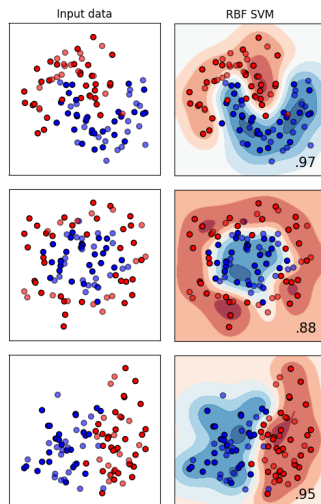 Input data
RBF SVM
.97
.88
.95